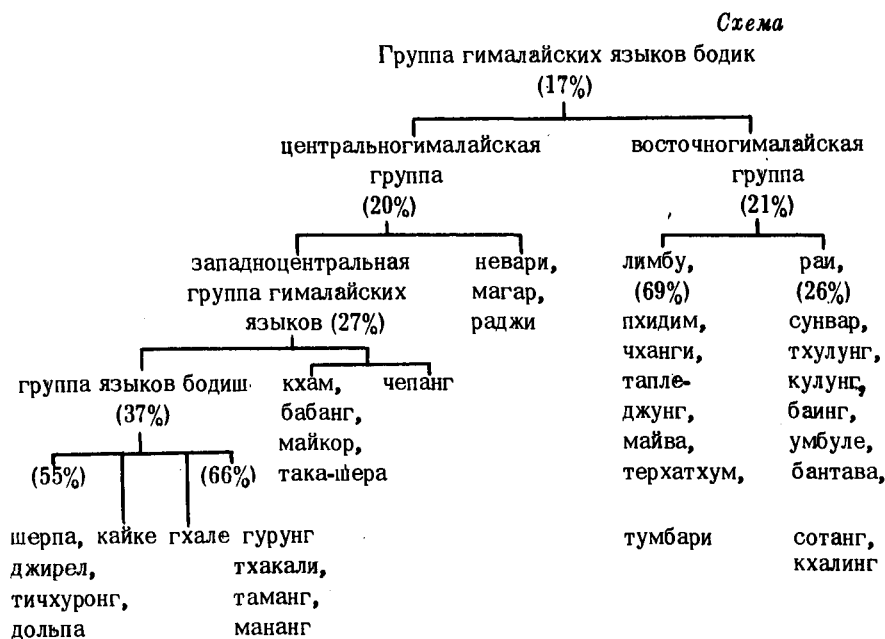 Схема
Группа гималайских языков бодик
(17%)
центральногималайская восточногималайская
группа группа
(20%) (21%)
западноцентральная невари, лимбу, раи,
группа гималайских магар, (69%) (26%)
языков (27%) раджи пхидим, сунвар,
чханги, тхулунг,
группа языков бодиш кхам, чепанг тапле- кулунг,
(37%) бабанг, джунг, баинг,
майкор, майва, умбуле,
(55%) (66%) така-шера терхатхум, бантава,
шерпа, кайке гхале гурунг тумбари сотанг,
джирел, тхакали, кхалинг
тичхуронг, таманг,
дольпа мананг